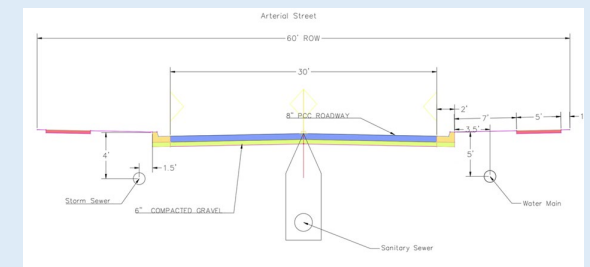 Arterial Street
60' ROW
30'
2'
8" PCC ROADWAY
7'
5'
1
3.5'
4'
5'
1.5'
Storm Sewer
6" COMPACTED GRAVEL
Water Main
Sanitary Sewer